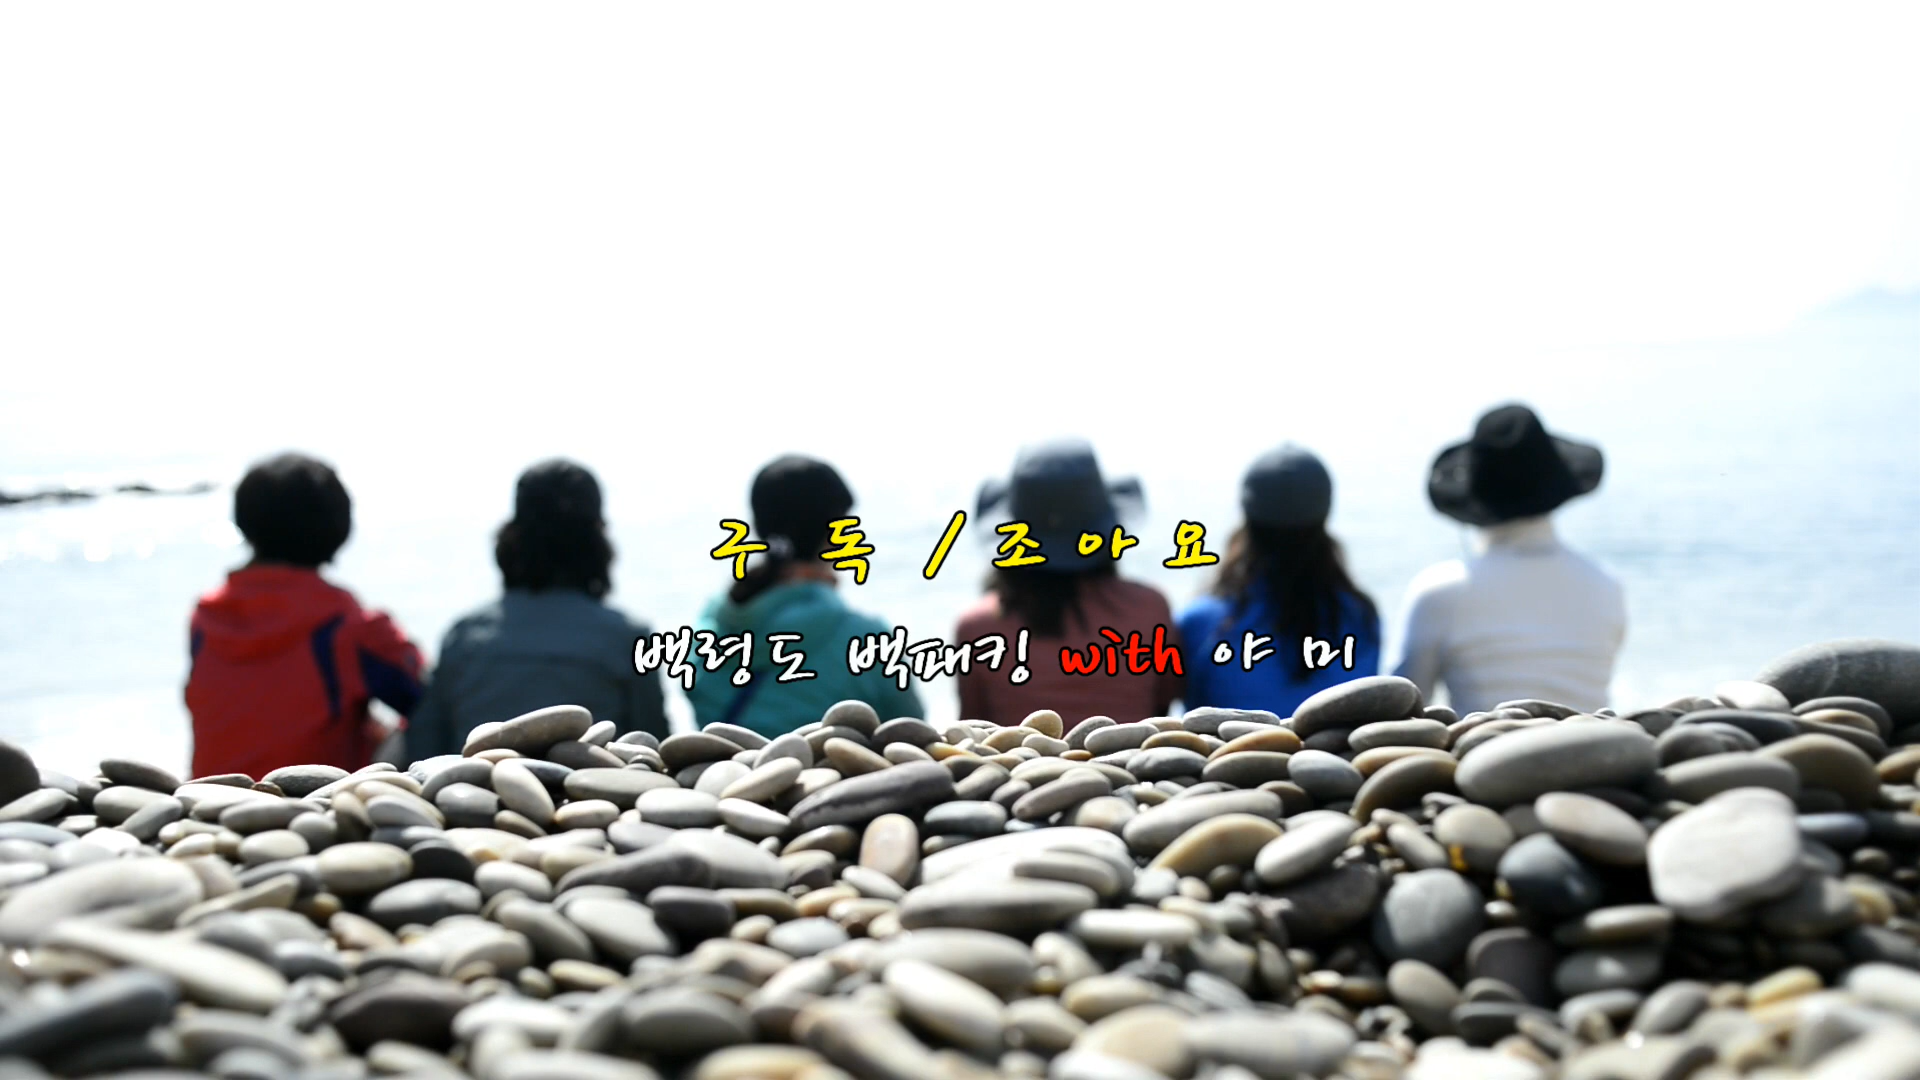 구 독 / 조 아 요
백령도 백패킹 with 야 미